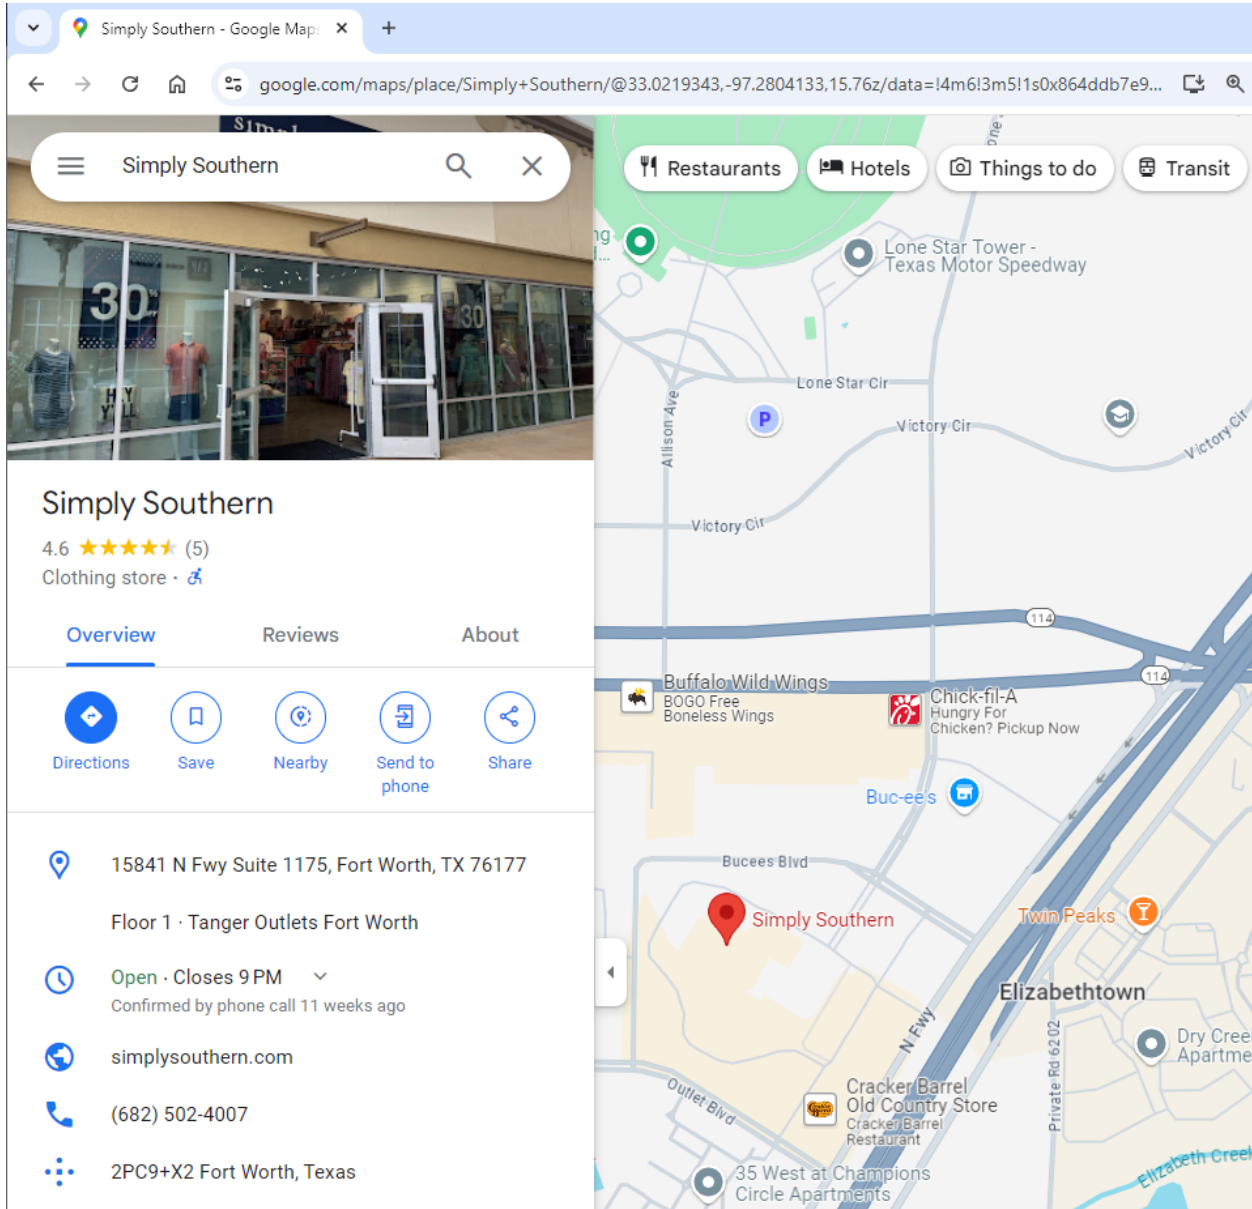 Simply Southern - Google Maps
google.com/maps/place/Simply+Southern/@33.0219343,-97.2804133,15.76z/data=!4m6!3m5!1s0x864ddb7e9...
Simply Southern
30
30
HEY
Y'ALL
Simply Southern
4.6 (5)
Clothing store ·
Overview Reviews About
Directions Save Nearby Send to phone Share
15841 N Fwy Suite 1175, Fort Worth, TX 76177
Floor 1 · Tanger Outlets Fort Worth
Open · Closes 9 PM
Confirmed by phone call 11 weeks ago
simplysouthern.com
(682) 502-4007
2PC9+X2 Fort Worth, Texas
Restaurants Hotels Things to do Transit
Lone Star Tower -
Texas Motor Speedway
Lone Star Cir
P
Allison Ave
Victory Cir
Victory Cir
Victory Cir
114
114
Buffalo Wild Wings
BOGO Free
Boneless Wings
Chick-fil-A
Hungry For
Chicken? Pickup Now
Buc-ee's
Bucees Blvd
Simply Southern
Twin Peaks
Elizabethtown
N Fwy
Private Rd 6202
Dry Cree
Apartme
Outlet Blvd
Cracker Barrel
Old Country Store
Cracker Barrel
Restaurant
35 West at Champions
Circle Apartments
Elizabeth Creek